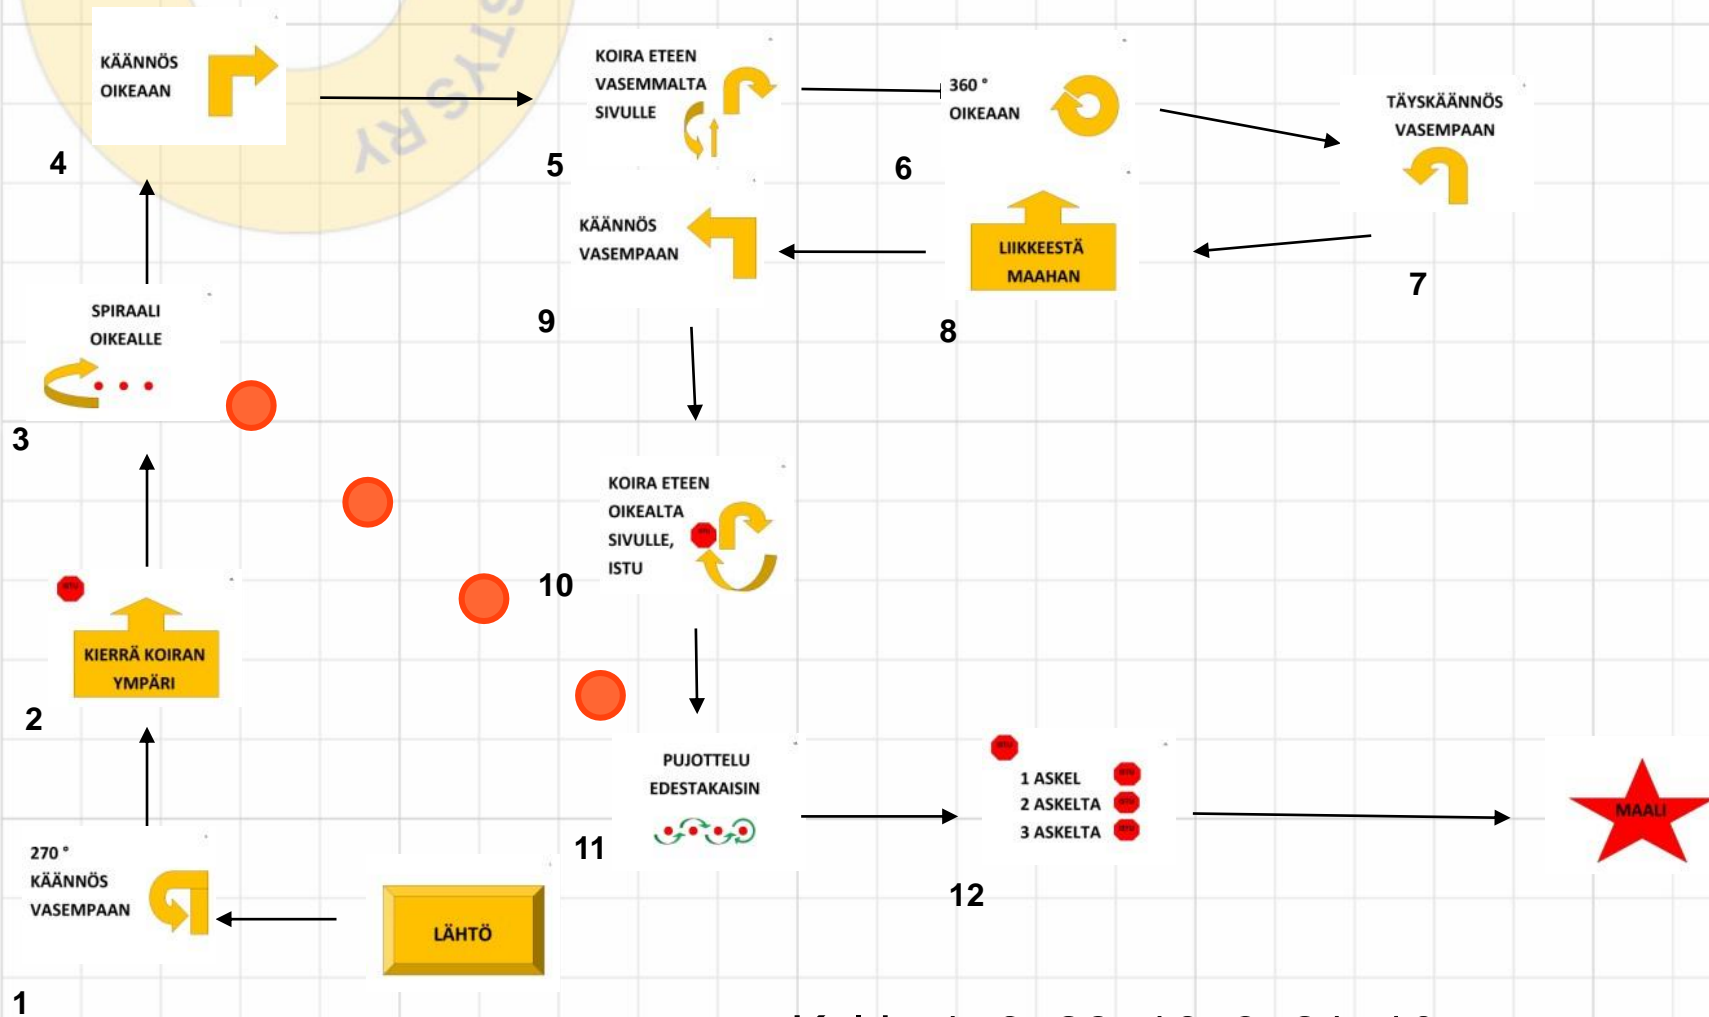 STYS RY
KÄÄNNÖS
OIKEAAN
4
KOIRA ETEEN
VASEMMALTA
SIVULLE
5
360 °
OIKEAAN
6
TÄYSKÄÄNNÖS
VASEMPAAN
7
LIIKKEESTÄ
MAAHAN
8
KÄÄNNÖS
VASEMPAAN
9
SPIRAALI
OIKEALLE
3
KOIRA ETEEN
OIKEALTA
SIVULLE,
ISTU
10
KIERRÄ KOIRAN
YMPÄRI
2
PUJOTTELU
EDESTAKAISIN
11
1 ASKEL
2 ASKELTA
3 ASKELTA
12
MAALI
270 °
KÄÄNNÖS
VASEMPAAN
1
LÄHTÖ